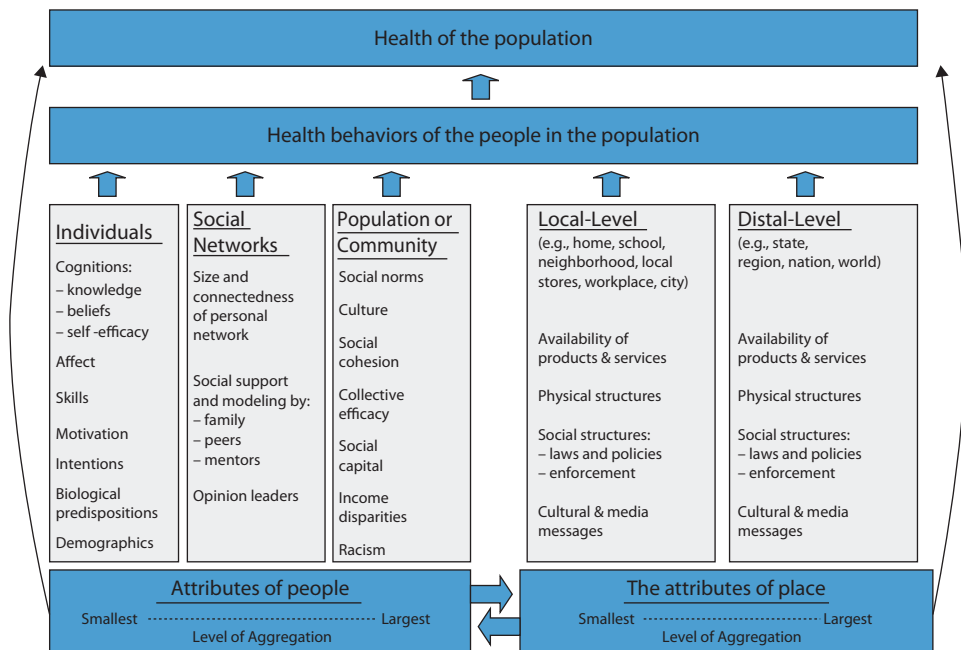 Health of the population
Health behaviors of the people in the population
Individuals
Cognitions:
– knowledge
– beliefs
– self -efficacy
Affect
Skills
Motivation
Intentions
Biological
predispositions
Demographics
Social
Networks
Size and
connectedness
of personal
network
Social support
and modeling by:
– family
– peers
– mentors
Opinion leaders
Population or
Community
Social norms
Culture
Social
cohesion
Collective
efficacy
Social
capital
Income
disparities
Racism
Local-Level
(e.g., home, school,
neighborhood, local
stores, workplace, city)
Availability of
products & services
Physical structures
Social structures:
– laws and policies
– enforcement
Cultural & media
messages
Distal-Level
(e.g., state,
region, nation, world)
Availability of
products & services
Physical structures
Social structures:
– laws and policies
– enforcement
Cultural & media
messages
Attributes of people
Smallest Largest
Level of Aggregation
The attributes of place
Smallest Largest
Level of Aggregation